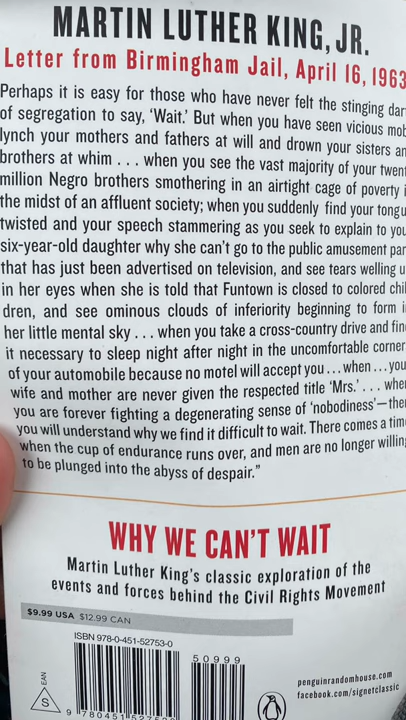 MARTIN LUTHER KING, JR.
Letter from Birmingham Jail, April 16, 1963
Perhaps it is easy for those who have never felt the stinging dar
of segregation to say, 'Wait.' But when you have seen vicious mob
lynch your mothers and fathers at will and drown your sisters an
brothers at whim . . . when you see the vast majority of your twent
million Negro brothers smothering in an airtight cage of poverty i
the midst of an affluent society; when you suddenly find your tongu
twisted and your speech stammering as you seek to explain to you
six-year-old daughter why she can't go to the public amusement par
that has just been advertised on television, and see tears welling u
in her eyes when she is told that Funtown is closed to colored chil
dren, and see ominous clouds of inferiority beginning to form i
her little mental sky . . . when you take a cross-country drive and fin
it necessary to sleep night after night in the uncomfortable corner
of your automobile because no motel will accept you . . . when . . . you
wife and mother are never given the respected title 'Mrs.' . . . whe
you are forever fighting a degenerating sense of 'nobodiness'—the
you will understand why we find it difficult to wait. There comes a tim
when the cup of endurance runs over, and men are no longer willin
to be plunged into the abyss of despair."
WHY WE CAN'T WAIT
Martin Luther King's classic exploration of the
events and forces behind the Civil Rights Movement
$9.99 USA $12.99 CAN
ISBN 978-0-451-52753-0
50999
EAN
S
penguinrandomhouse.com
facebook.com/signetclassic